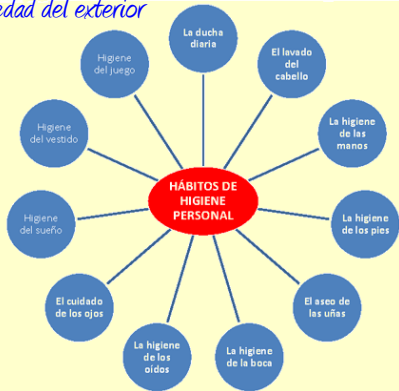 edad del exterior
La ducha
diaria
El lavado
del
cabello
La higiene
de las
manos
La higiene
de los pies
El aseo de
las uñas
La higiene
de la boca
La higiene
de los
oídos
El cuidado
de los ojos
Higiene
del sueño
Higiene
del vestido
Higiene
del juego
HÁBITOS DE
HIGIENE
PERSONAL